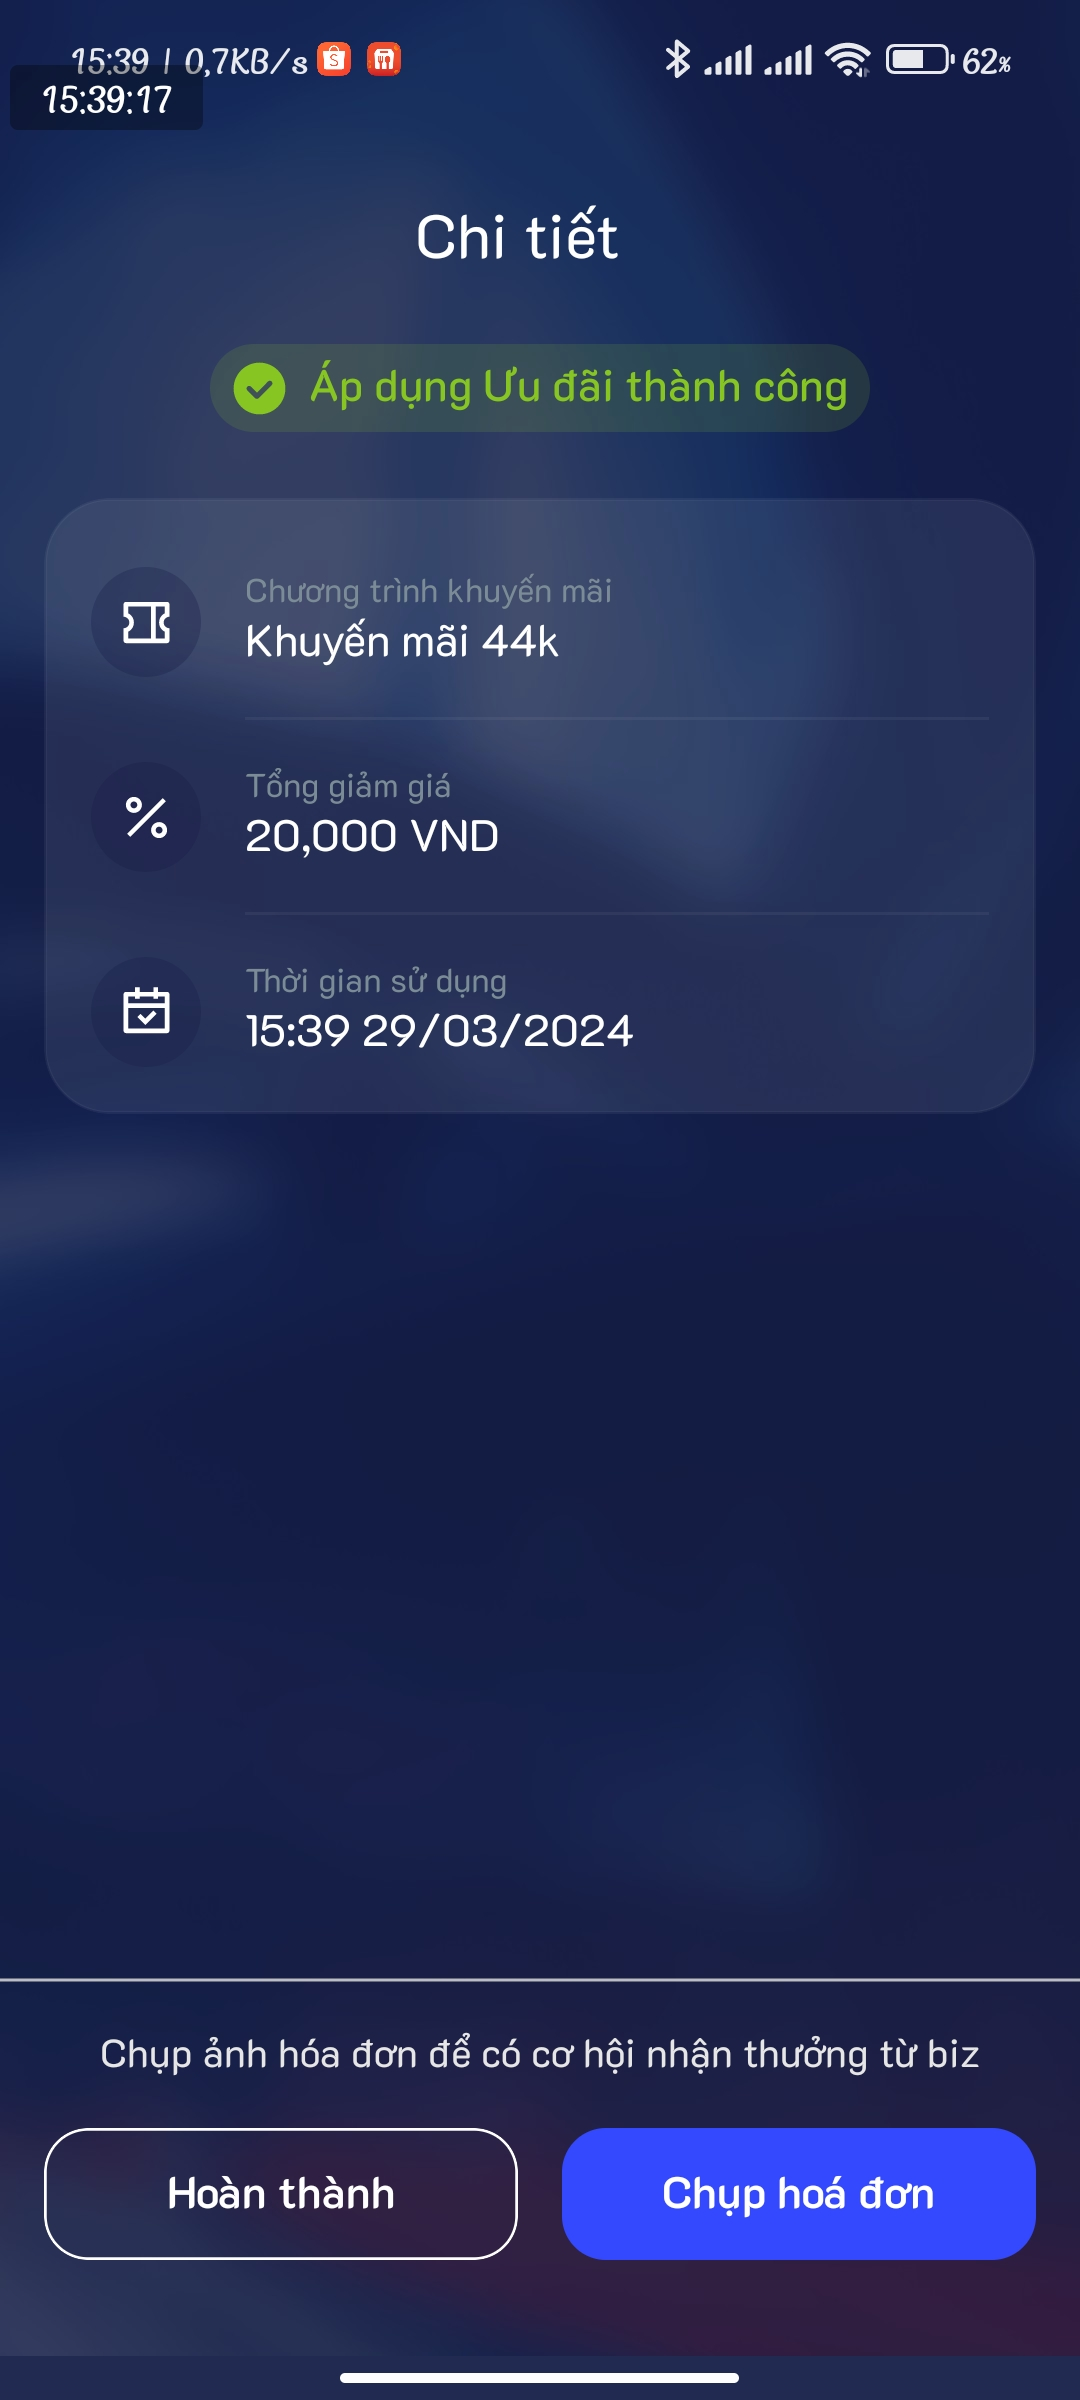 15:39 | 0,7KB/s
62%
15:39:17
Chi tiết
Áp dụng Ưu đãi thành công
Chương trình khuyến mãi
Khuyến mãi 44k
Tổng giảm giá
20,000 VND
Thời gian sử dụng
15:39 29/03/2024
Chụp ảnh hóa đơn để có cơ hội nhận thưởng từ biz
Hoàn thành
Chụp hoá đơn